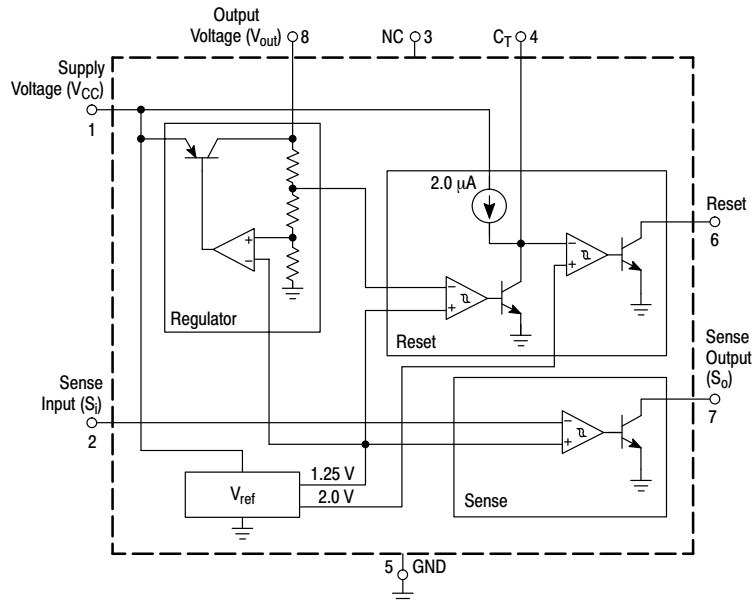 Output
Voltage (Vout) 8
NC 3
CT 4
Supply
Voltage (VCC)
1
2.0 µA
Reset
6
+
−
Regulator
−
+
−
+
Reset
Sense
Output
(So)
7
Sense
Input (Si)
2
−
+
1.25 V
Vref
2.0 V
Sense
5 GND